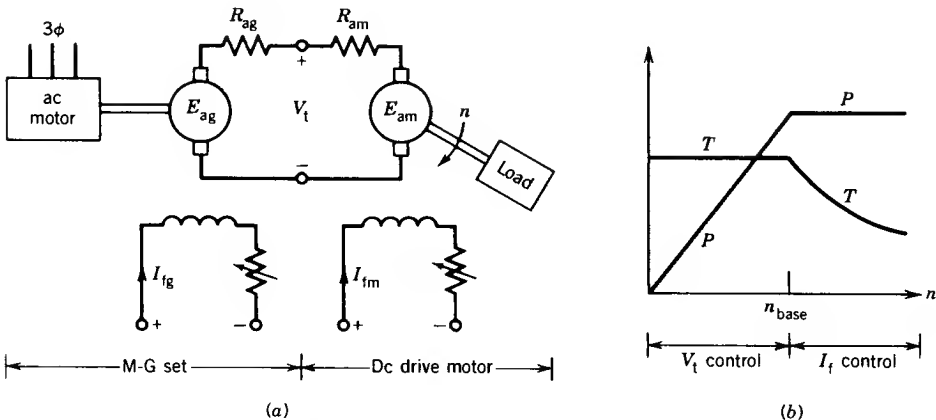 3ϕ
ac
motor
R_ag
R_am
+
E_ag
V_t
E_am
n
−
Load
I_fg
+
−
I_fm
+
−
M-G set
Dc drive motor
(a)
P
T
T
P
n
n_base
V_t control
I_f control
(b)